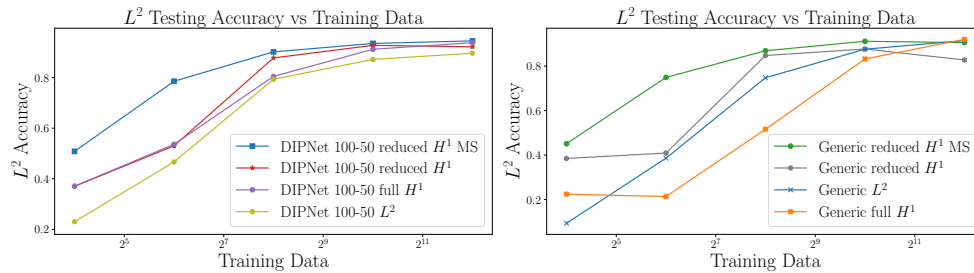 L² Testing Accuracy vs Training Data
L² Accuracy
0.8
0.6
0.4
0.2
DIPNet 100-50 reduced H¹ MS
DIPNet 100-50 reduced H¹
DIPNet 100-50 full H¹
DIPNet 100-50 L²
2⁵ 2⁷ 2⁹ 2¹¹
Training Data
L² Testing Accuracy vs Training Data
L² Accuracy
0.8
0.6
0.4
0.2
Generic reduced H¹ MS
Generic reduced H¹
Generic L²
Generic full H¹
2⁵ 2⁷ 2⁹ 2¹¹
Training Data